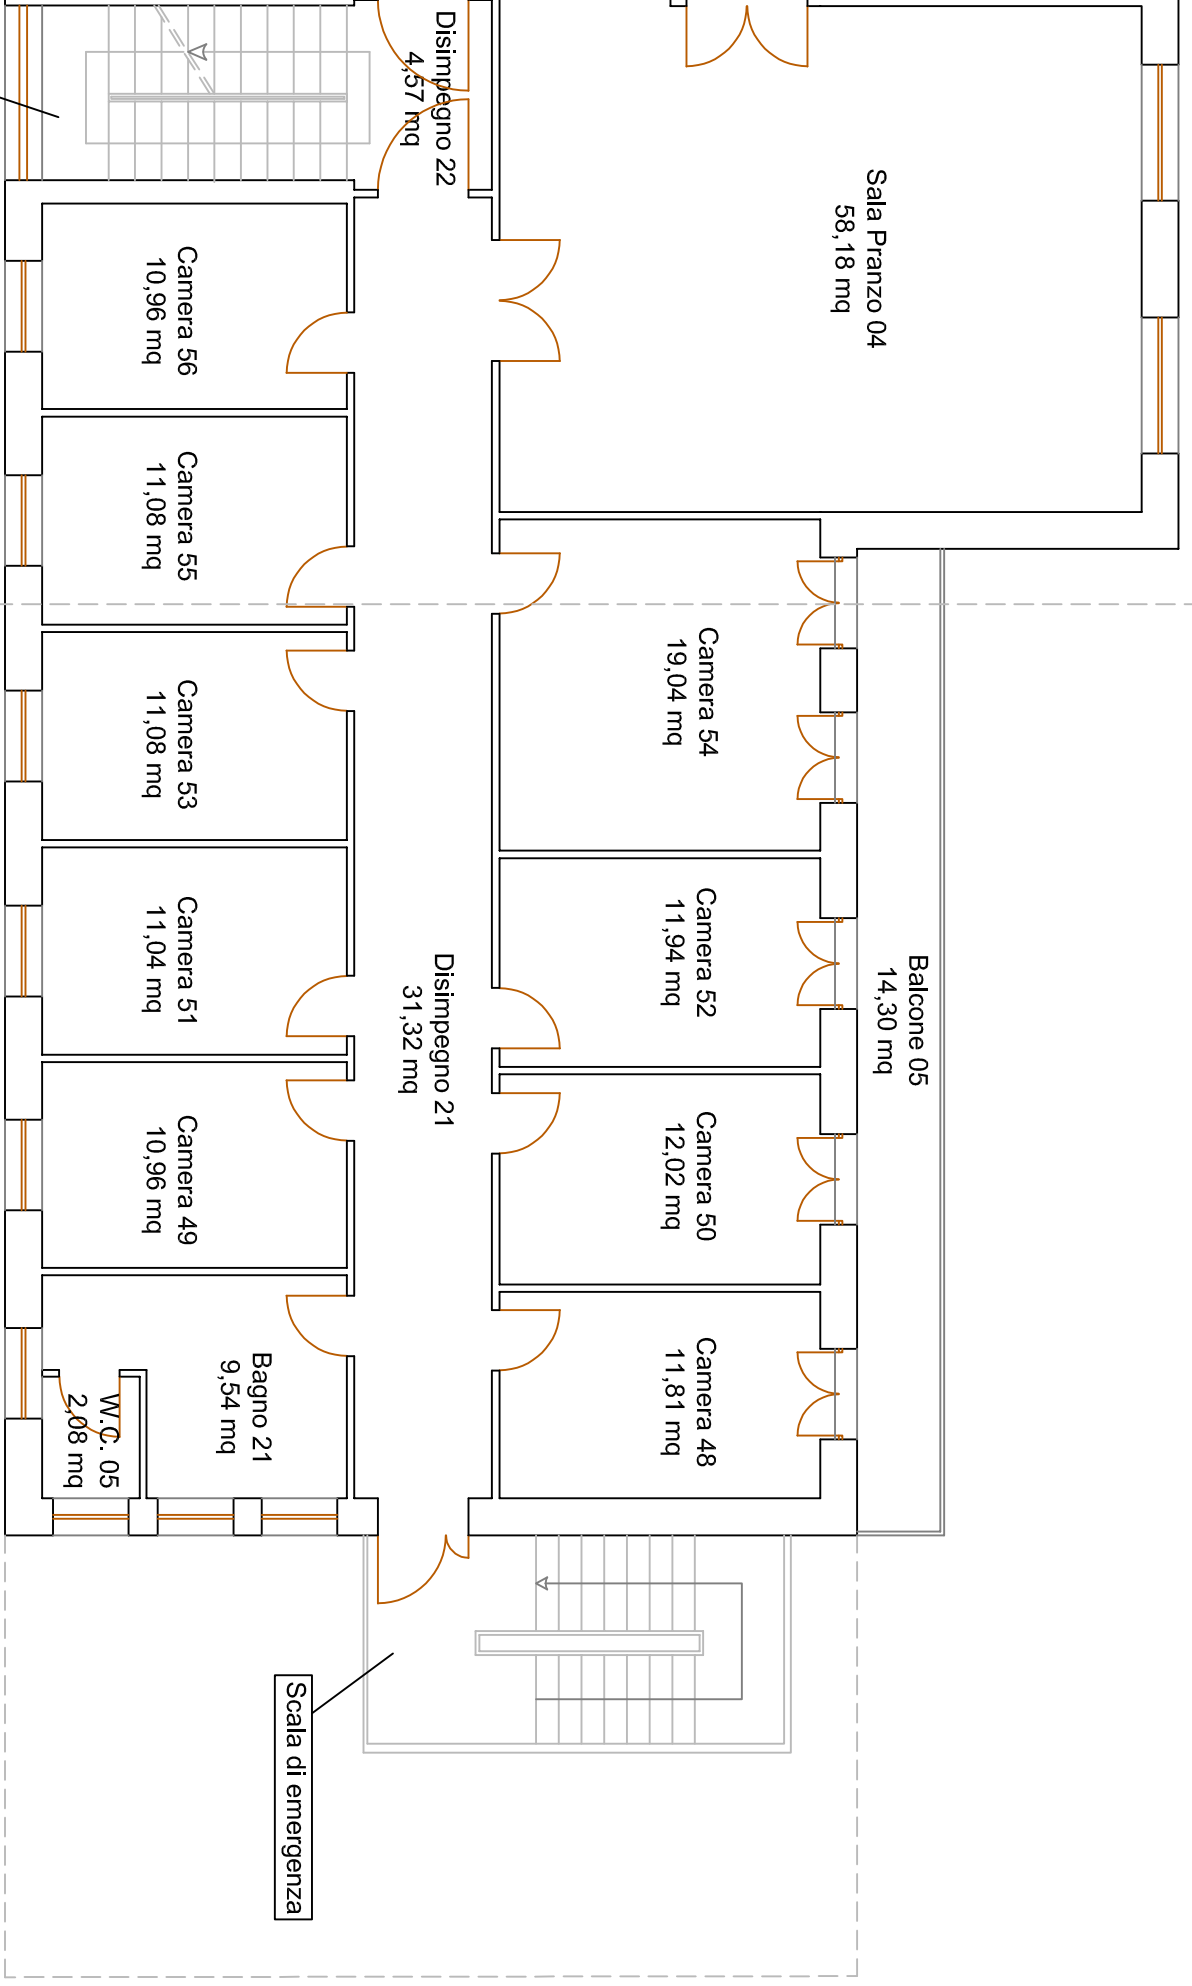 Disimpegno 22
4,57 mq
Sala Pranzo 04
58,18 mq
Camera 56
10,96 mq
Camera 55
11,08 mq
Camera 54
19,04 mq
Camera 53
11,08 mq
Camera 52
11,94 mq
Camera 51
11,04 mq
Balcone 05
14,30 mq
Disimpegno 21
31,32 mq
Camera 50
12,02 mq
Camera 49
10,96 mq
Camera 48
11,81 mq
Bagno 21
9,54 mq
W.C. 05
2,08 mq
Scala di emergenza